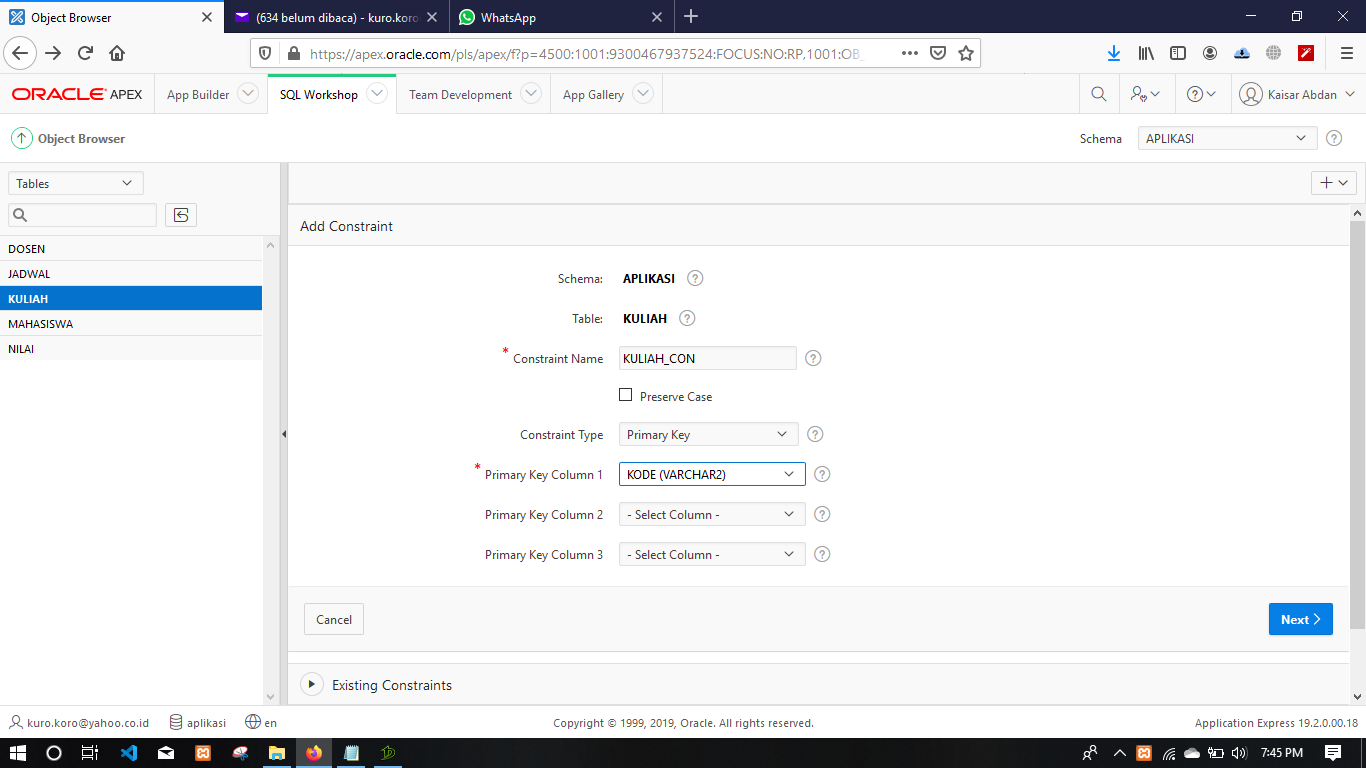 Object Browser
(634 belum dibaca) - kuro.koro
WhatsApp
https://apex.oracle.com/pls/apex/f?p=4500:1001:9300467937524:FOCUS:NO:RP,1001:OB_
ORACLE APEX
App Builder
SQL Workshop
Team Development
App Gallery
Kaisar Abdan
Object Browser
Schema
APLIKASI
Tables
DOSEN
JADWAL
KULIAH
MAHASISWA
NILAI
Add Constraint
Schema: APLIKASI
Table: KULIAH
* Constraint Name KULIAH_CON
Preserve Case
Constraint Type Primary Key
* Primary Key Column 1 KODE (VARCHAR2)
Primary Key Column 2 - Select Column -
Primary Key Column 3 - Select Column -
Cancel
Next
Existing Constraints
kuro.koro@yahoo.co.id
aplikasi
en
Copyright © 1999, 2019, Oracle. All rights reserved.
Application Express 19.2.0.00.18
7:45 PM